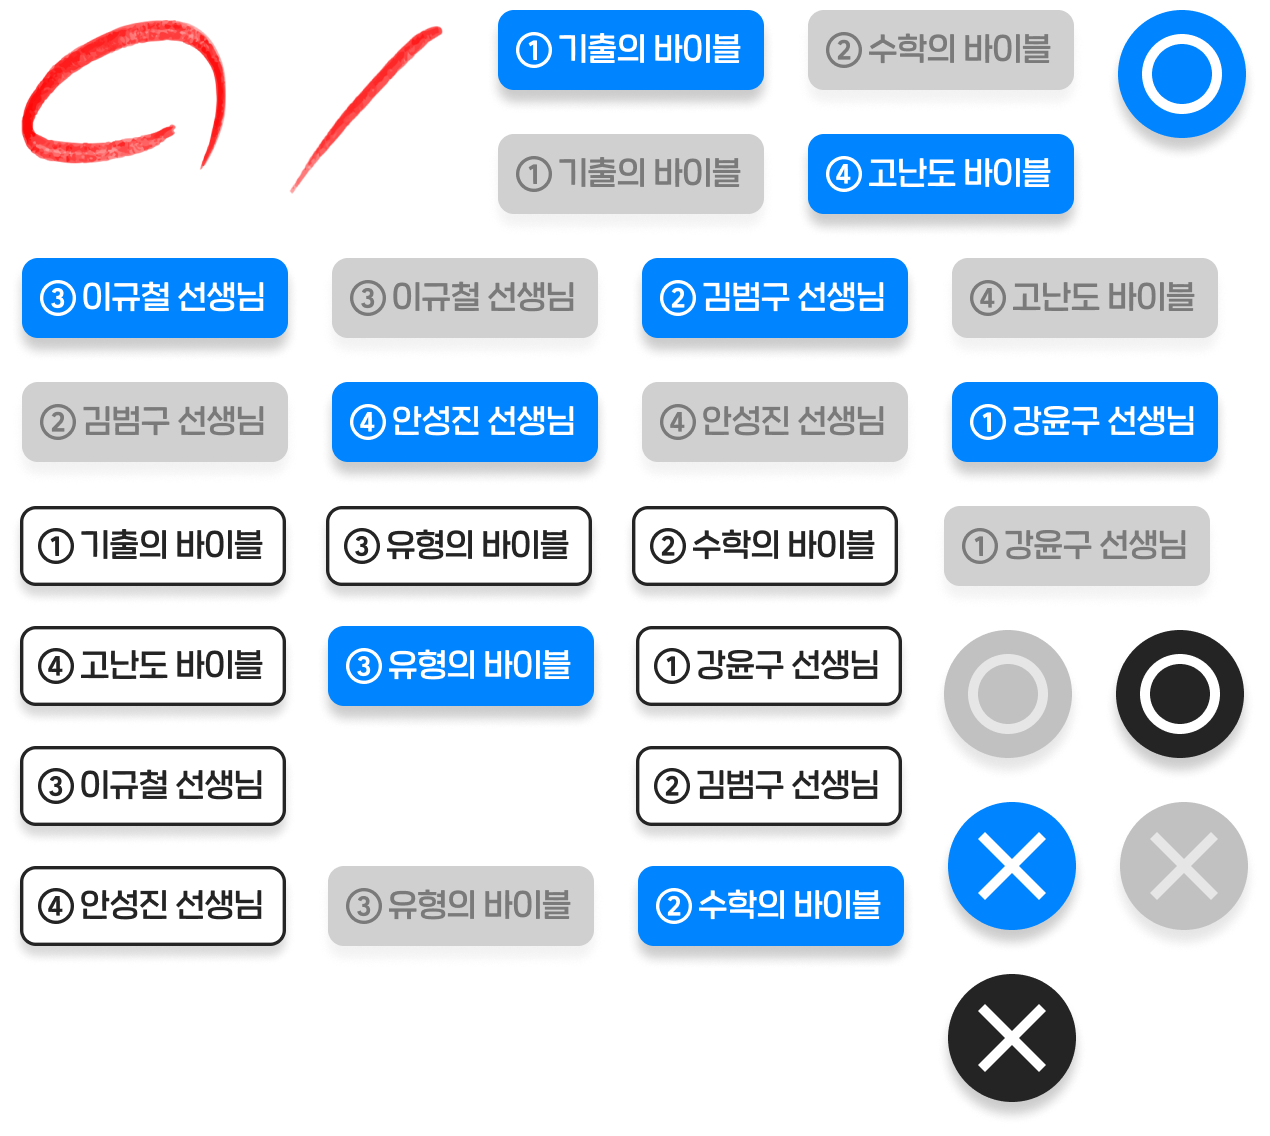 ① 기출의 바이블
② 수학의 바이블
① 기출의 바이블
④ 고난도 바이블
③ 이규철 선생님
③ 이규철 선생님
② 김범구 선생님
④ 고난도 바이블
② 김범구 선생님
④ 안성진 선생님
④ 안성진 선생님
① 강윤구 선생님
① 기출의 바이블
③ 유형의 바이블
② 수학의 바이블
① 강윤구 선생님
④ 고난도 바이블
③ 유형의 바이블
① 강윤구 선생님
③ 이규철 선생님
② 김범구 선생님
④ 안성진 선생님
③ 유형의 바이블
② 수학의 바이블